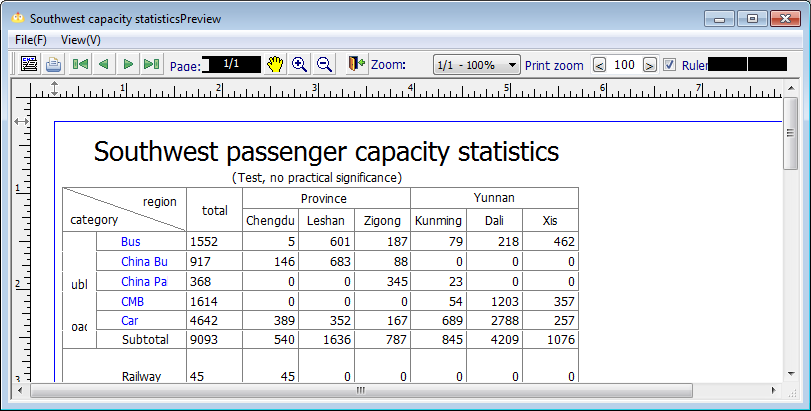 Southwest capacity statisticsPreview
File(F) View(V)
Page: 1/1 Zoom: 1/1 - 100% Print zoom < 100 > Ruler
1 2 3 4 5 6 7
Southwest passenger capacity statistics
(Test, no practical significance)
region total Province Yunnan
category Chengdu Leshan Zigong Kunming Dali Xis
Bus 1552 5 601 187 79 218 462
China Bu 917 146 683 88 0 0 0
China Pa 368 0 0 345 23 0 0
ubl
CMB 1614 0 0 0 54 1203 357
Car 4642 389 352 167 689 2788 257
oad
Subtotal 9093 540 1636 787 845 4209 1076
Railway 45 45 0 0 0 0 0
1
2
3